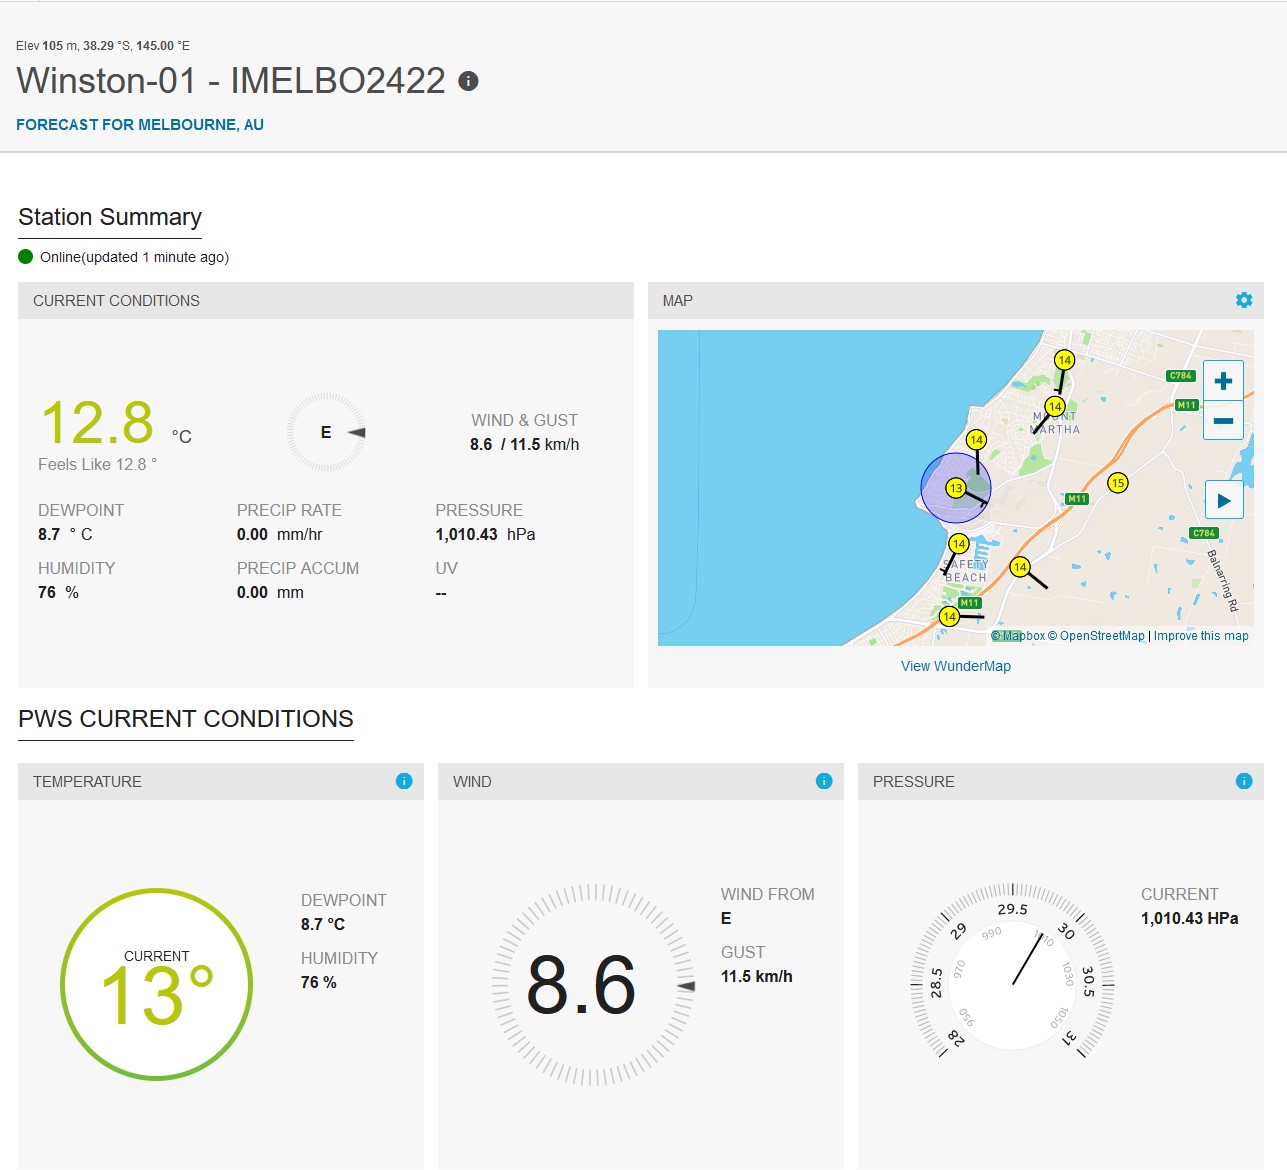 Elev 105 m, 38.29 °S, 145.00 °E
Winston-01 - IMELBO2422
FORECAST FOR MELBOURNE, AU
Station Summary
Online(updated 1 minute ago)
CURRENT CONDITIONS
12.8 °C
Feels Like 12.8 °
E
WIND & GUST
8.6 / 11.5 km/h
DEWPOINT
8.7 ° C
PRECIP RATE
0.00 mm/hr
PRESSURE
1,010.43 hPa
HUMIDITY
76 %
PRECIP ACCUM
0.00 mm
UV
--
MAP
14
C784
14
M11
MOUNT
MARTHA
14
13
15
M11
C784
14
SAFETY
BEACH
14
Balnarring Rd
M11
14
© Mapbox © OpenStreetMap | Improve this map
View WunderMap
PWS CURRENT CONDITIONS
TEMPERATURE
CURRENT
13°
DEWPOINT
8.7 °C
HUMIDITY
76 %
WIND
8.6
WIND FROM
E
GUST
11.5 km/h
PRESSURE
28
28.5
29
29.5
30
30.5
31
950
970
990
1010
1030
1050
CURRENT
1,010.43 HPa